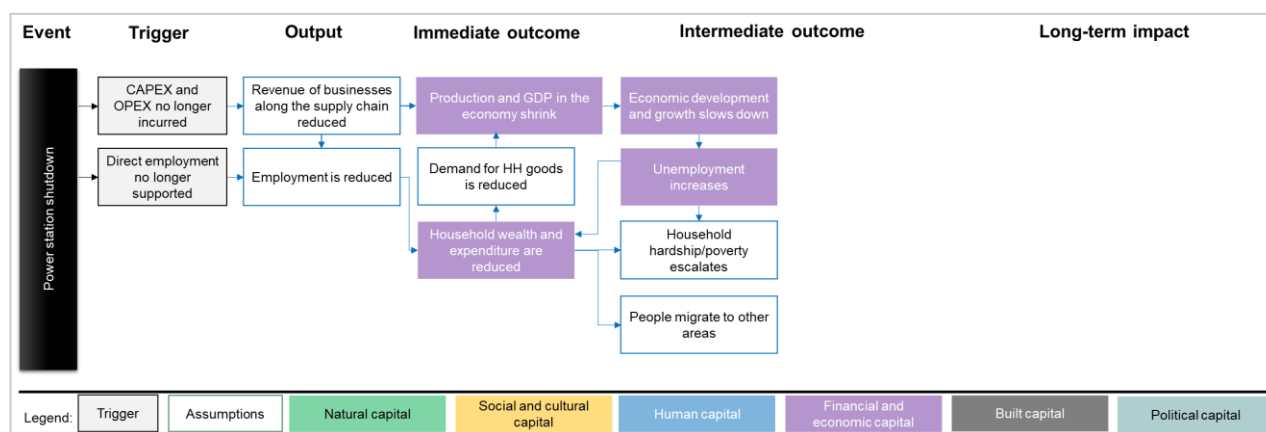 Event
Trigger
Output
Immediate outcome
Intermediate outcome
Long-term impact
Power station shutdown
CAPEX and
OPEX no longer
incurred
Revenue of businesses
along the supply chain
reduced
Production and GDP in the
economy shrink
Economic development
and growth slows down
Direct employment
no longer
supported
Employment is reduced
Demand for HH goods
is reduced
Unemployment
increases
Household wealth and
expenditure are
reduced
Household
hardship/poverty
escalates
People migrate to other
areas
Legend:
Trigger
Assumptions
Natural capital
Social and cultural
capital
Human capital
Financial and
economic capital
Built capital
Political capital